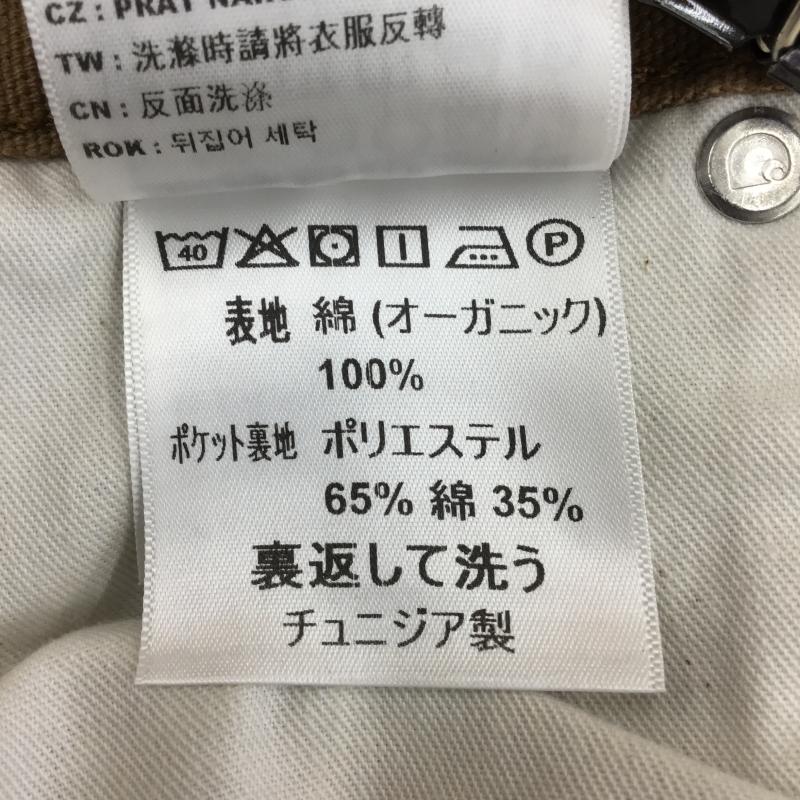 CZ : PRAT NARU
TW : 洗滌時請將衣服反轉
CN : 反面洗涤
ROK : 뒤집어 세탁
40 P
表地 綿 (オーガニック)
100%
ポケット裏地 ポリエステル
65% 綿 35%
裏返して洗う
チュニジア製